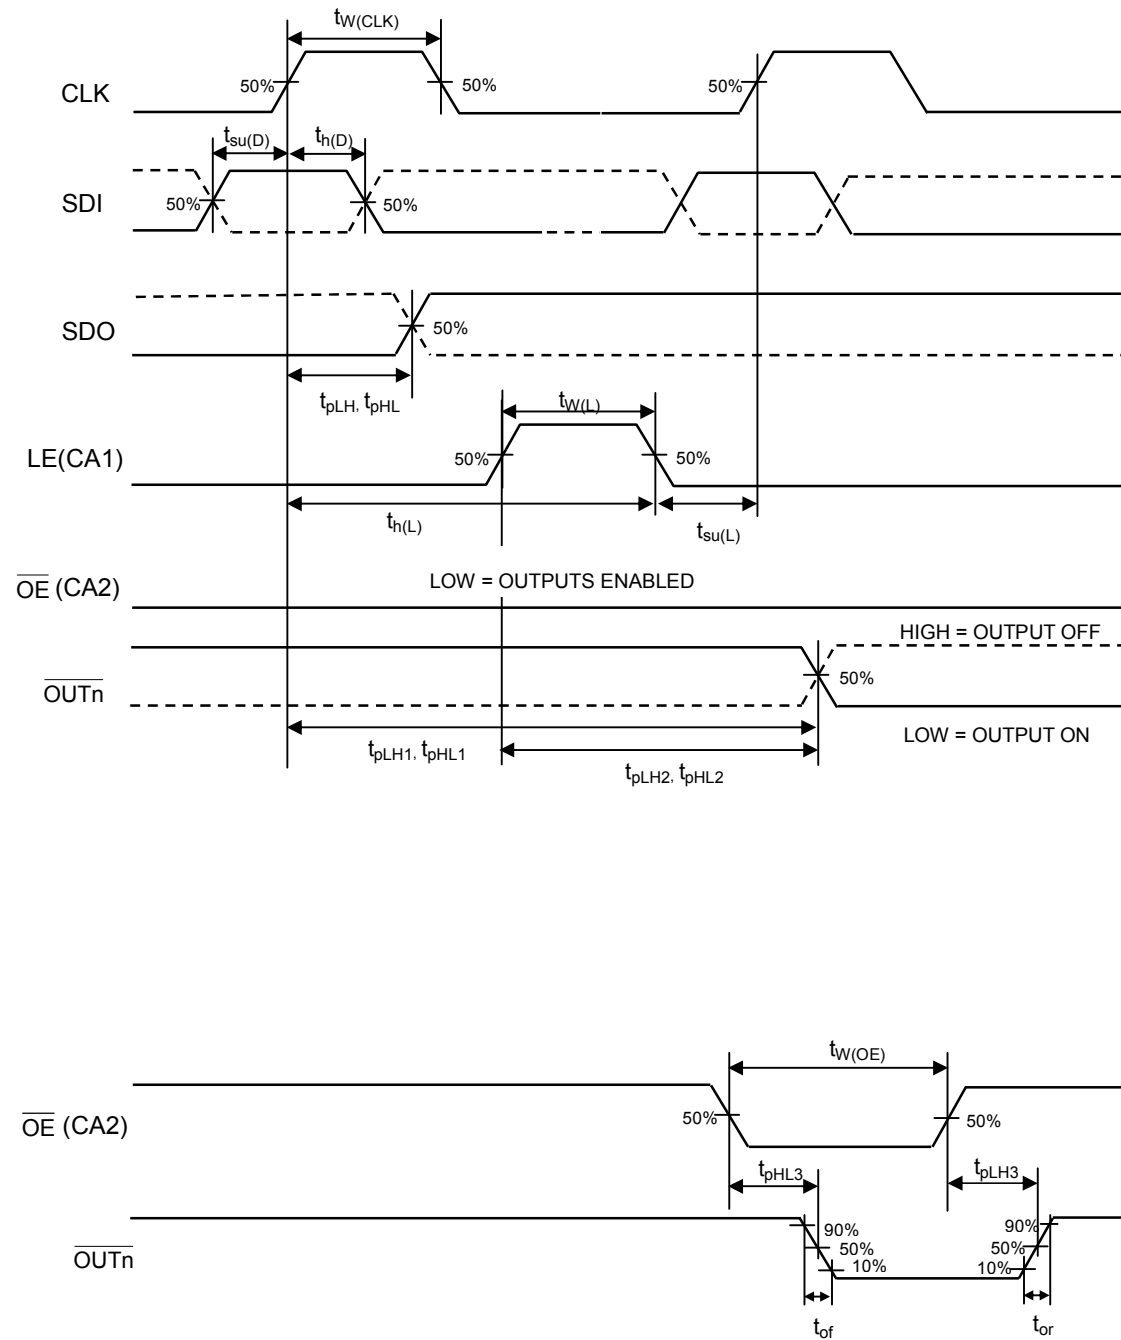 tW(CLK)
CLK
50%
50%
50%
tsu(D)
th(D)
SDI
50%
50%
SDO
50%
tpLH, tpHL
tW(L)
LE(CA1)
50%
50%
th(L)
tsu(L)
OE (CA2)
LOW = OUTPUTS ENABLED
HIGH = OUTPUT OFF
OUTn
50%
LOW = OUTPUT ON
tpLH1, tpHL1
tpLH2, tpHL2
tW(OE)
OE (CA2)
50%
50%
tpHL3
tpLH3
OUTn
90%
50%
10%
90%
50%
10%
tof
tor